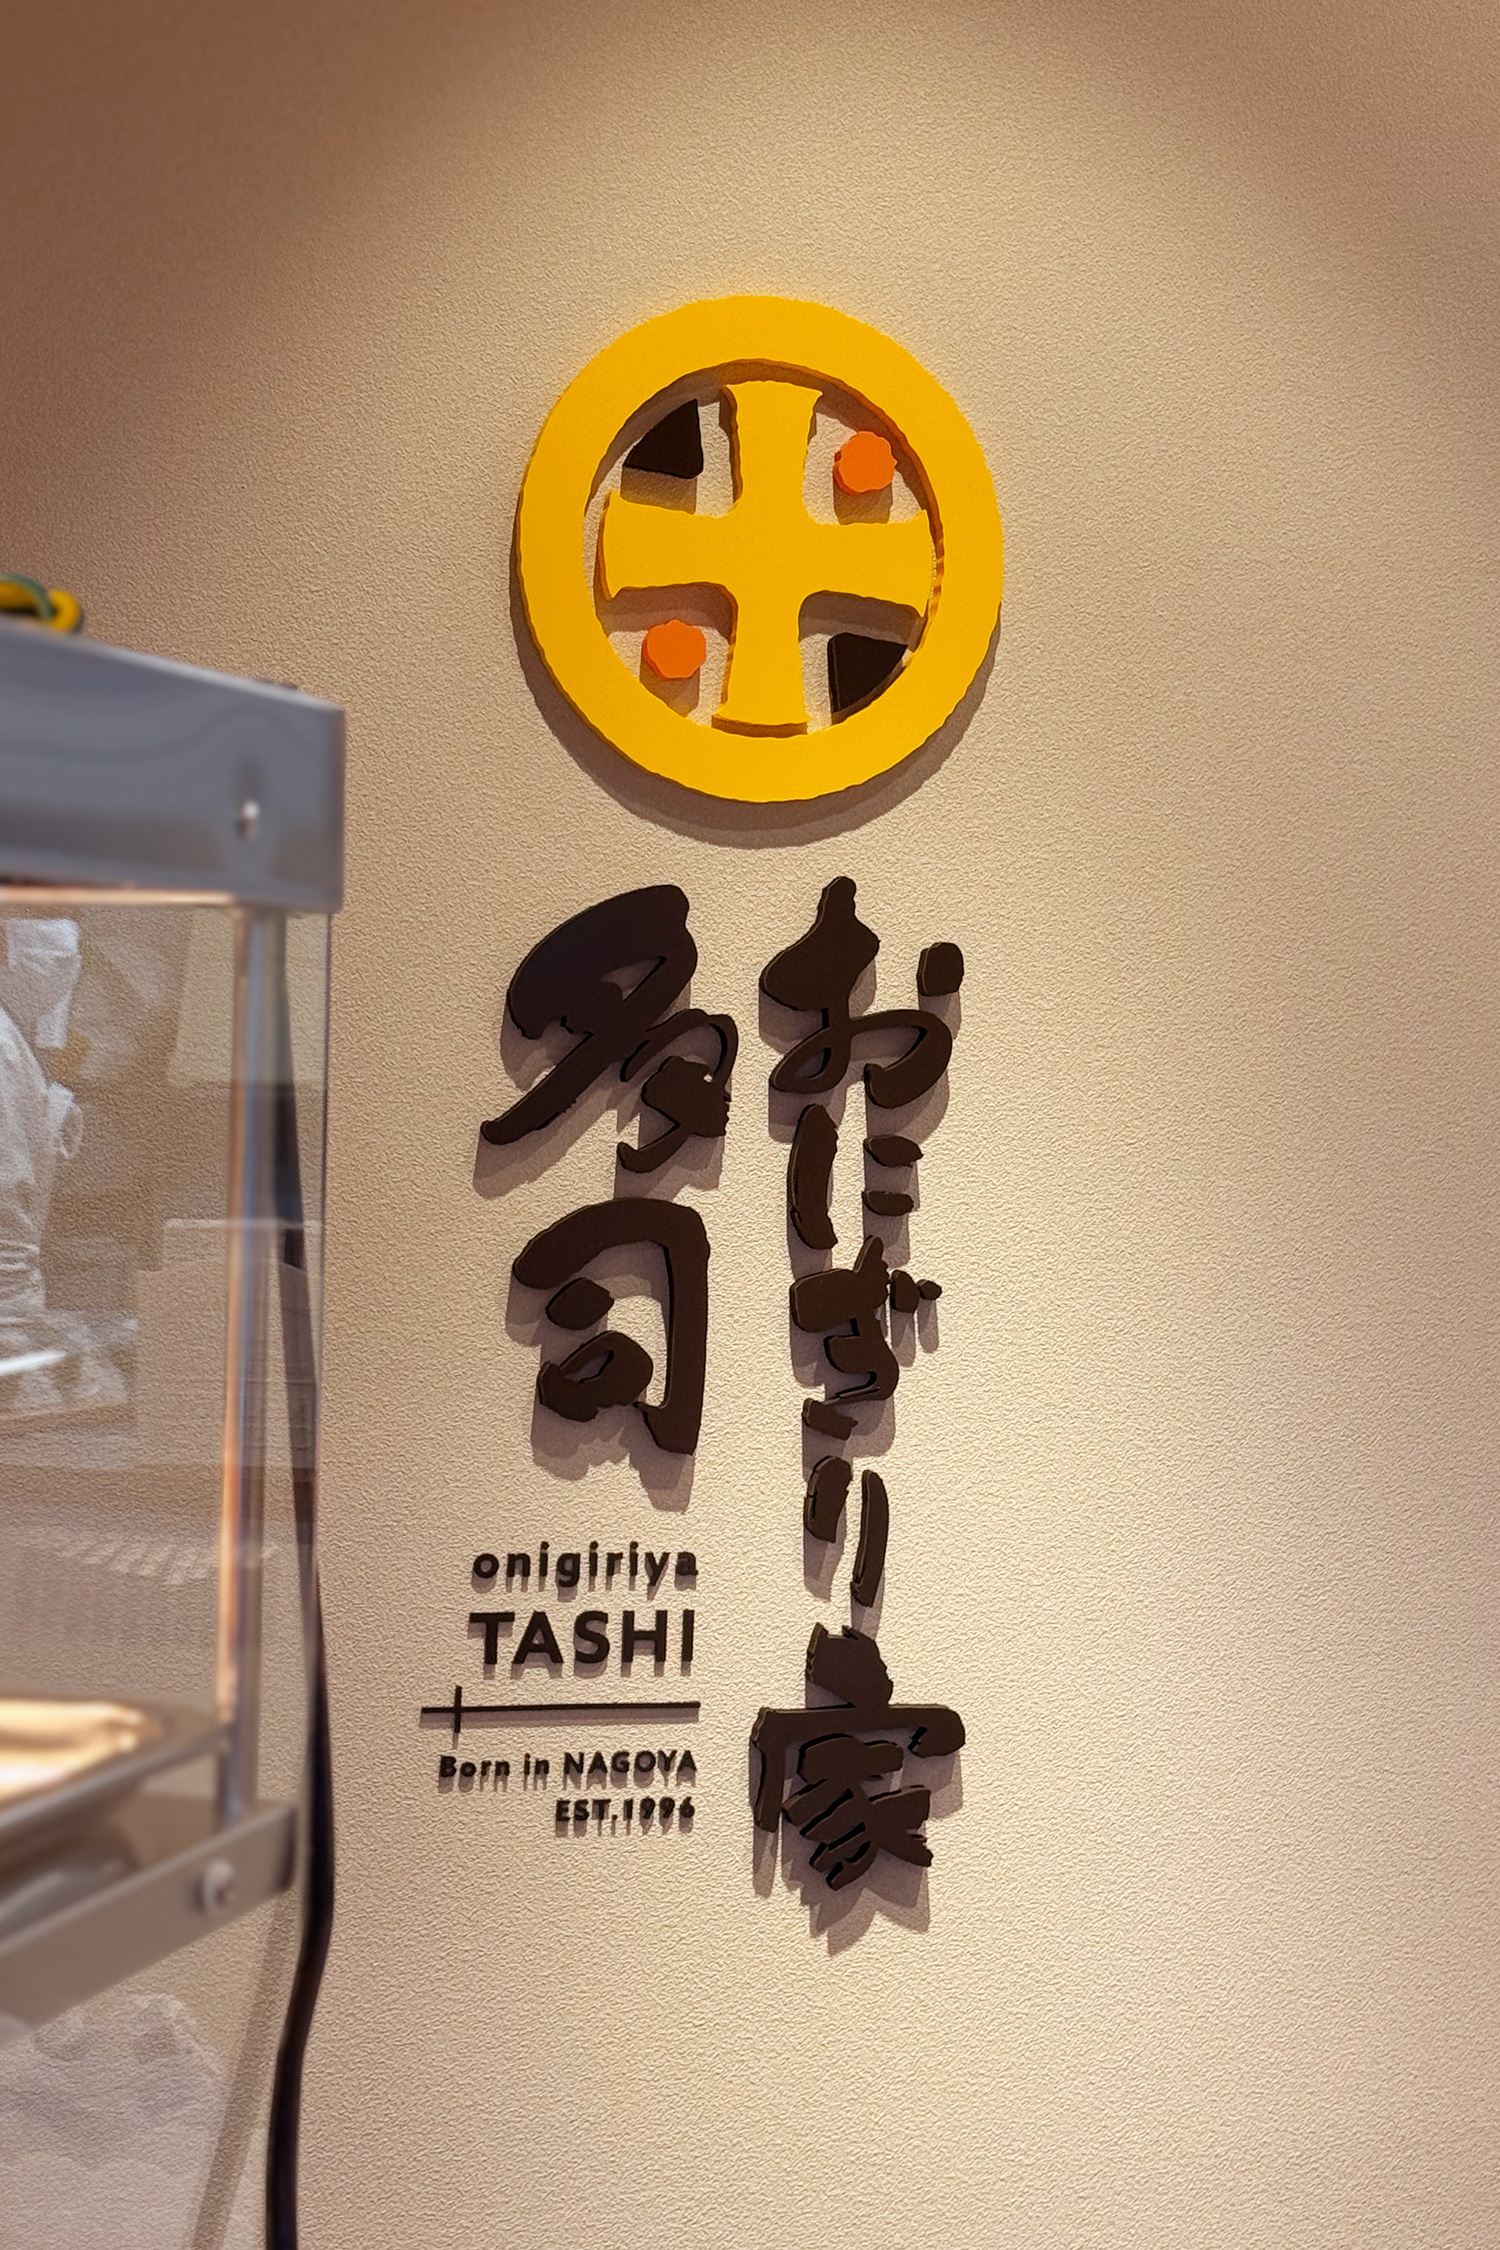 おにぎり家
多司
onigiriya
TASHI
Born in NAGOYA
EST.1996